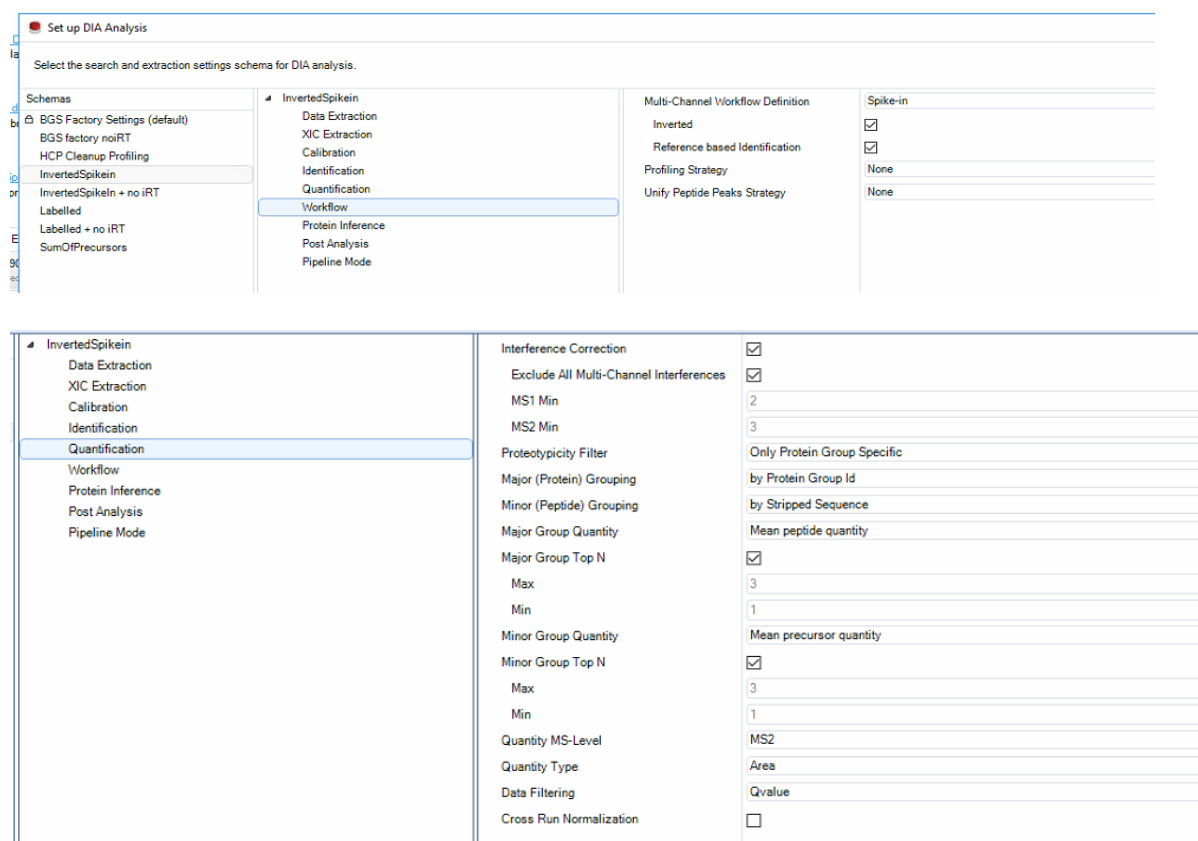 Set up DIA Analysis
Select the search and extraction settings schema for DIA analysis.
Schemas
BGS Factory Settings (default)
BGS factory noiRT
HCP Cleanup Profiling
InvertedSpikein
InvertedSpikeIn + no iRT
Labelled
Labelled + no iRT
SumOfPrecursors
InvertedSpikein
Data Extraction
XIC Extraction
Calibration
Identification
Quantification
Workflow
Protein Inference
Post Analysis
Pipeline Mode
Multi-Channel Workflow Definition Spike-in
Inverted
Reference based Identification
Profiling Strategy None
Unify Peptide Peaks Strategy None
InvertedSpikein
Data Extraction
XIC Extraction
Calibration
Identification
Quantification
Workflow
Protein Inference
Post Analysis
Pipeline Mode
Interference Correction
Exclude All Multi-Channel Interferences
MS1 Min 2
MS2 Min 3
Proteotypicity Filter Only Protein Group Specific
Major (Protein) Grouping by Protein Group Id
Minor (Peptide) Grouping by Stripped Sequence
Major Group Quantity Mean peptide quantity
Major Group Top N
Max 3
Min 1
Minor Group Quantity Mean precursor quantity
Minor Group Top N
Max 3
Min 1
Quantity MS-Level MS2
Quantity Type Area
Data Filtering Qvalue
Cross Run Normalization